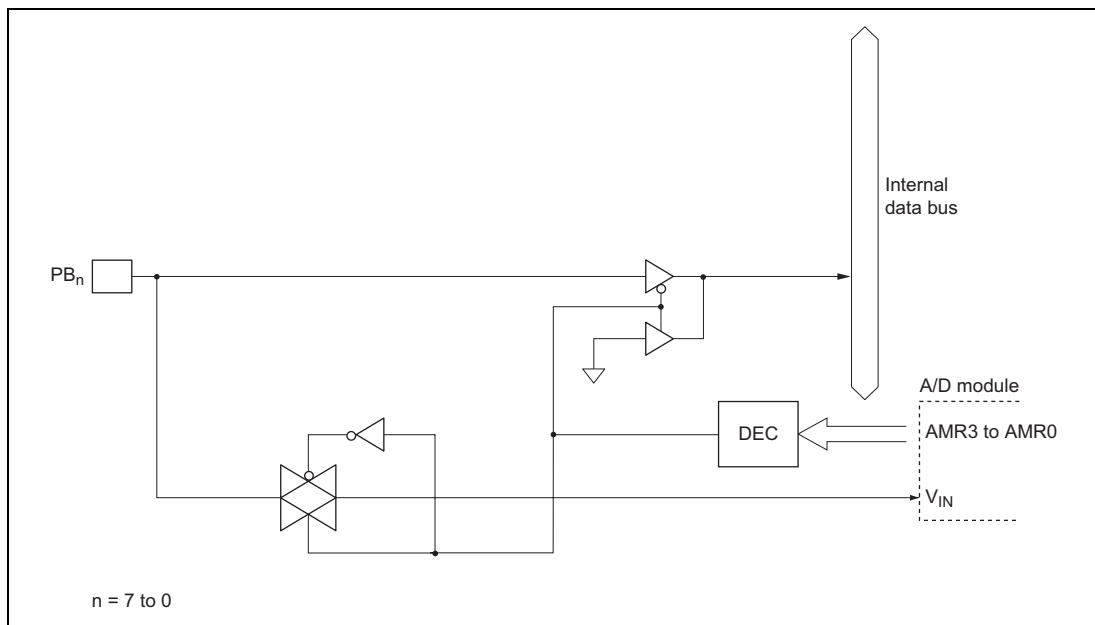 Internal
data bus
PBn
A/D module
DEC
AMR3 to AMR0
VIN
n = 7 to 0